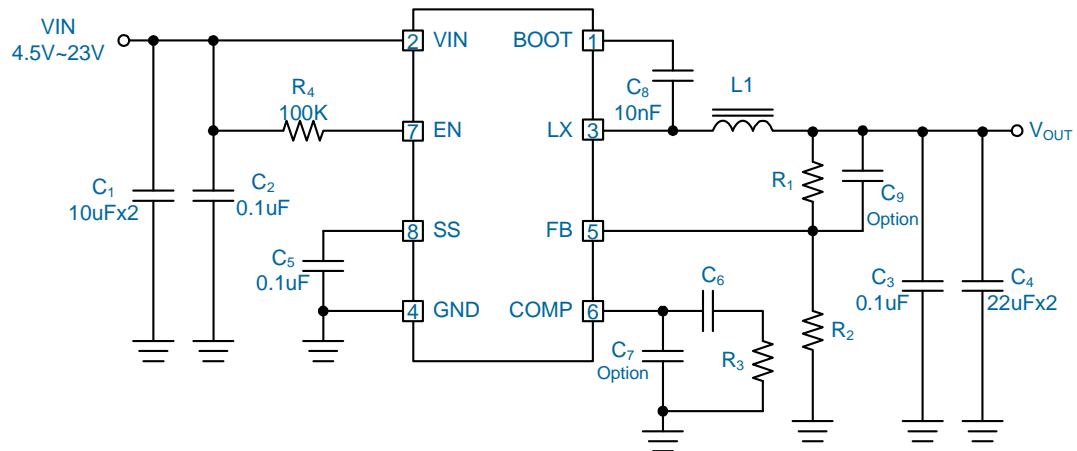 VIN
4.5V~23V
2 VIN
BOOT 1
C8
10nF
L1
R4
100K
7 EN
LX 3
VOUT
C1
10uFx2
C2
0.1uF
R1
C9
Option
8 SS
FB 5
C5
0.1uF
C6
C3
0.1uF
C4
22uFx2
4 GND
COMP 6
R2
C7
Option
R3